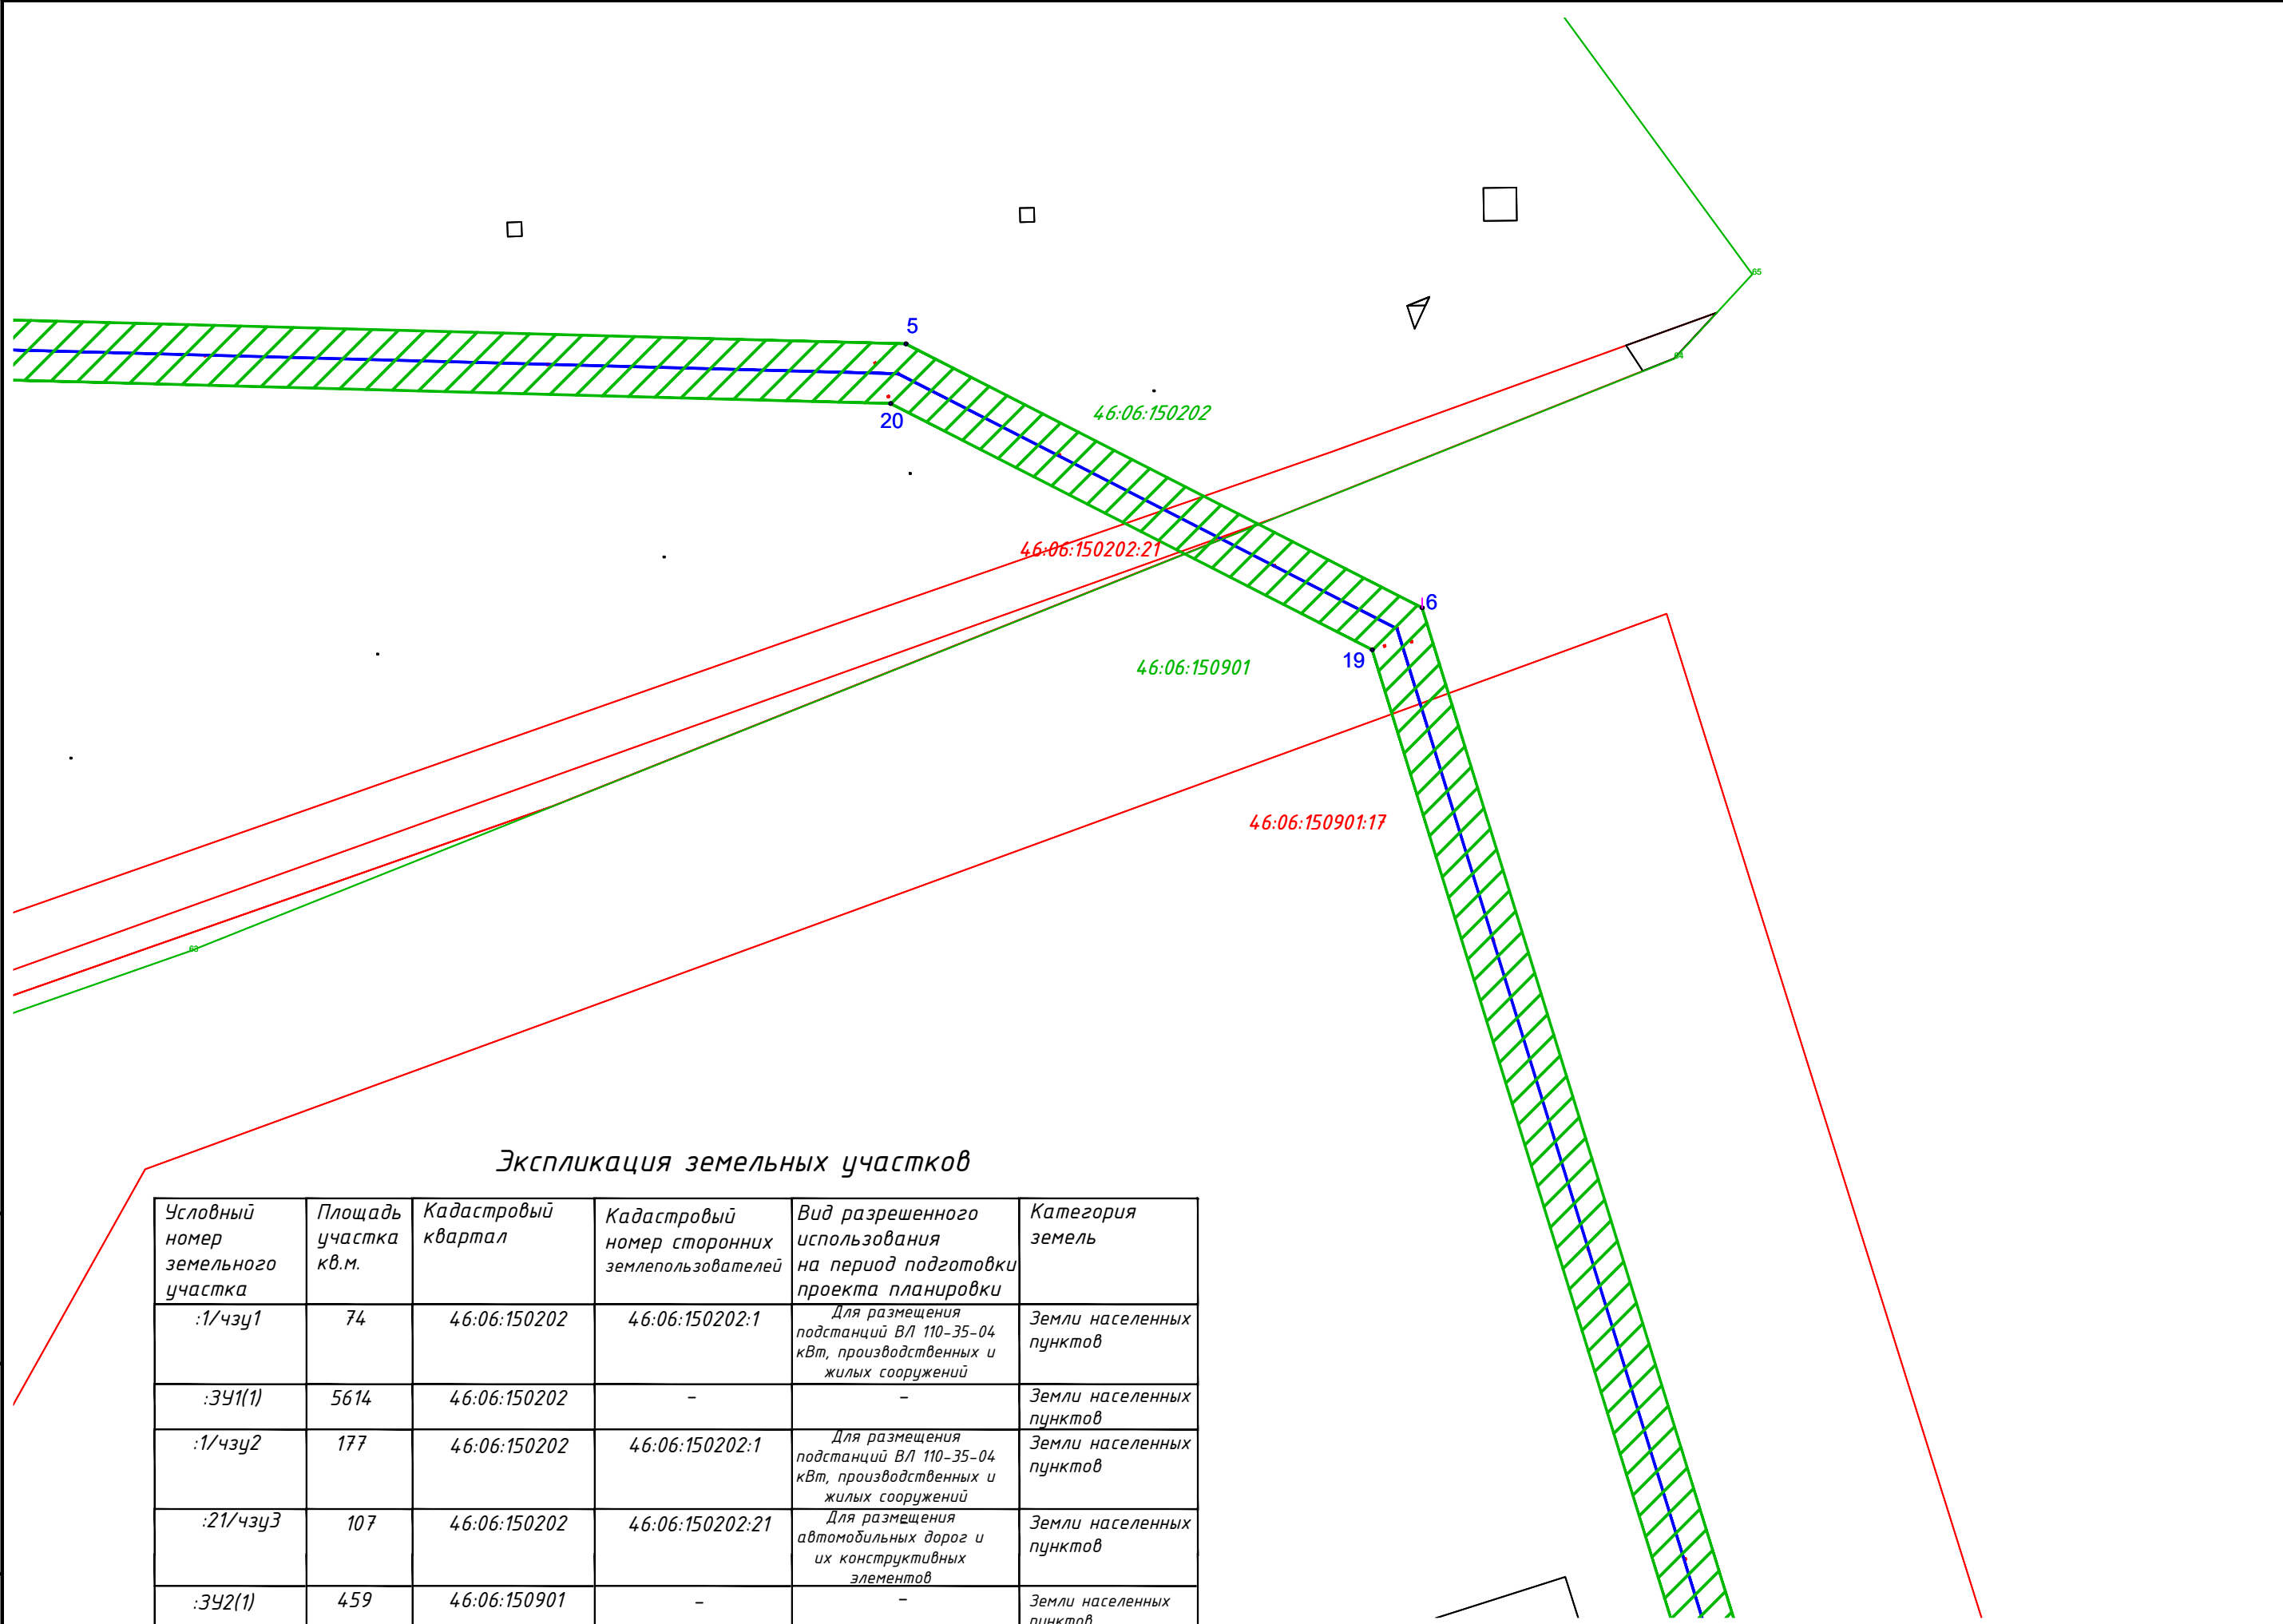 65
5
64
46:06:150202
20
46:06:150202:21
6
19
46:06:150901
46:06:150901:17
63
Экспликация земельных участков
Условный
номер
земельного
участка
Площадь
участка
кв.м.
Кадастровый
квартал
Кадастровый
номер сторонних
землепользователей
Вид разрешенного
использования
на период подготовки
проекта планировки
Категория
земель
:1/чзу1
74
46:06:150202
46:06:150202:1
Для размещения
подстанций ВЛ 110-35-04
кВт, производственных и
жилых сооружений
Земли населенных
пунктов
:ЗУ1(1)
5614
46:06:150202
-
-
Земли населенных
пунктов
:1/чзу2
177
46:06:150202
46:06:150202:1
Для размещения
подстанций ВЛ 110-35-04
кВт, производственных и
жилых сооружений
Земли населенных
пунктов
:21/чзу3
107
46:06:150202
46:06:150202:21
Для размещения
автомобильных дорог и
их конструктивных
элементов
Земли населенных
пунктов
:ЗУ2(1)
459
46:06:150901
-
-
Земли населенных
пунктов